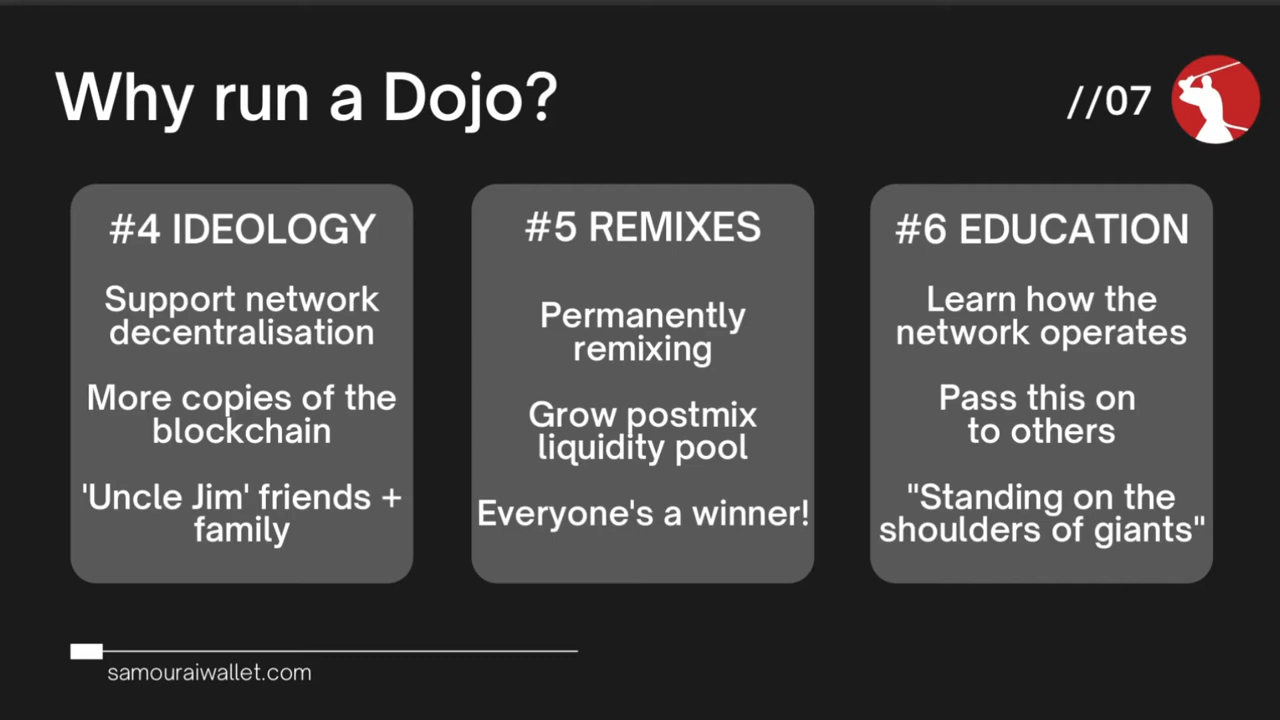 Why run a Dojo?
//07
#4 IDEOLOGY
Support network
decentralisation
More copies of the
blockchain
'Uncle Jim' friends +
family
#5 REMIXES
Permanently
remixing
Grow postmix
liquidity pool
Everyone's a winner!
#6 EDUCATION
Learn how the
network operates
Pass this on
to others
"Standing on the
shoulders of giants"
samouraiwallet.com